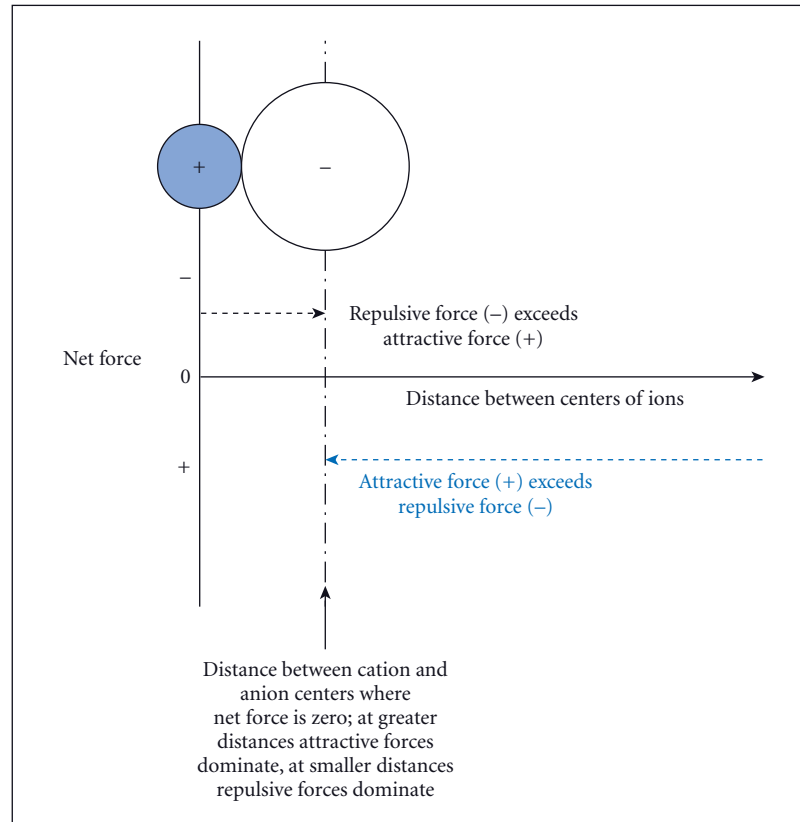 +
–
–
Repulsive force (–) exceeds
attractive force (+)
Net force
0
Distance between centers of ions
+
Attractive force (+) exceeds
repulsive force (–)
Distance between cation and
anion centers where
net force is zero; at greater
distances attractive forces
dominate, at smaller distances
repulsive forces dominate